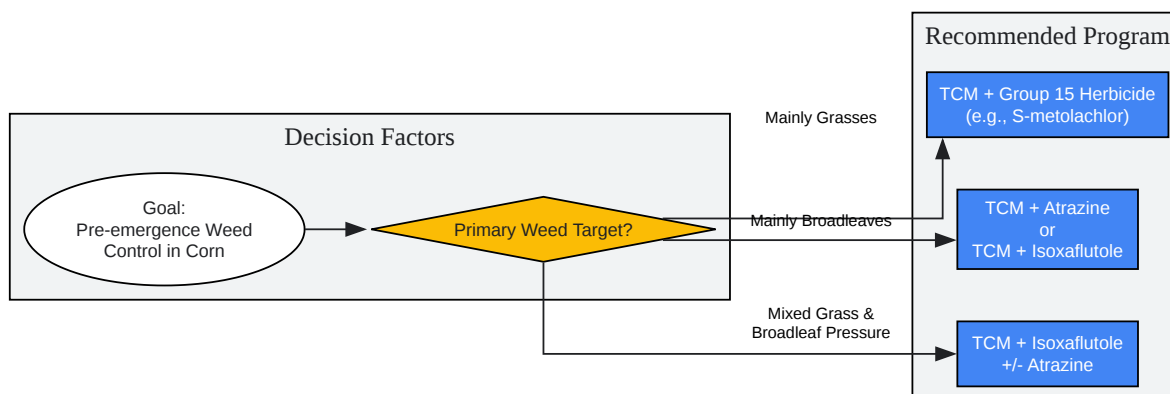 Recommended Program
TCM + Group 15 Herbicide
(e.g., S-metolachlor)
Mainly Grasses
Decision Factors
Goal:
Pre-emergence Weed
Control in Corn
Primary Weed Target?
Mainly Broadleaves
TCM + Atrazine
or
TCM + Isoxaflutole
Mixed Grass &
Broadleaf Pressure
TCM + Isoxaflutole
+/- Atrazine